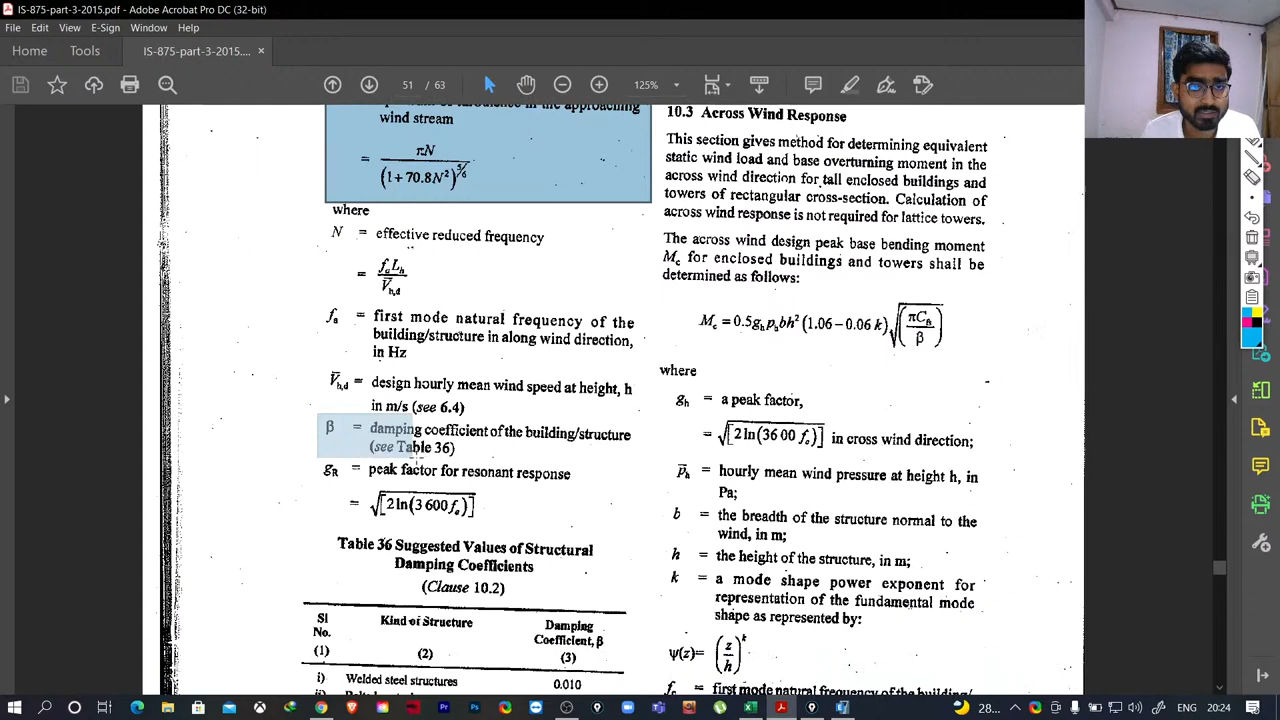 IS-875-part-3-2015.pdf - Adobe Acrobat Pro DC (32-bit)
File Edit View E-Sign Window Help
Home Tools IS-875-part-3-2015.... ×
51 / 63 125%
wind stream
= πN / (1+70.8N²)^5/6
where
N = effective reduced frequency
= f_a L_h / V̄_h,d
f_a = first mode natural frequency of the
building/structure in along wind direction,
in Hz
V̄_h,d = design hourly mean wind speed at height, h
in m/s (see 6.4)
β = damping coefficient of the building/structure
(see Table 36)
g_R = peak factor for resonant response
= √[2 ln(3 600 f_a)]
Table 36 Suggested Values of Structural
Damping Coefficients
(Clause 10.2)
Sl No. Kind of Structure Damping Coefficient, β
(1) (2) (3)
i) Welded steel structures 0.010
10.3 Across Wind Response
This section gives method for determining equivalent
static wind load and base overturning moment in the
across wind direction for tall enclosed buildings and
towers of rectangular cross-section. Calculation of
across wind response is not required for lattice towers.
The across wind design peak base bending moment
M_c for enclosed buildings and towers shall be
determined as follows:
M_c = 0.5 g_h p_h bh² (1.06 – 0.06 k) √(πC_fs / β)
where
g_h = a peak factor,
= √[2 ln(36 00 f_c)] in cross wind direction;
p̄_h = hourly mean wind pressure at height h, in
Pa;
b = the breadth of the structure normal to the
wind, in m;
h = the height of the structure, in m;
k = a mode shape power exponent for
representation of the fundamental mode
shape as represented by:
ψ(z)= (z/h)^k
f_c = first mode natural frequency of the building/
28... ENG 20:24